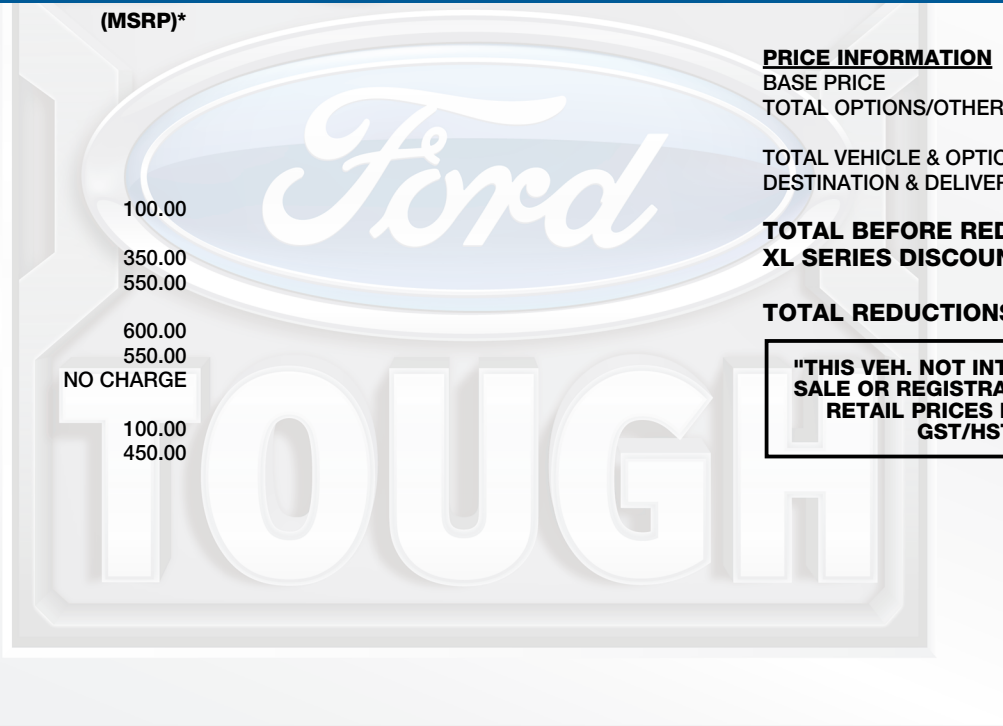 (MSRP)*
100.00
350.00
550.00
600.00
550.00
NO CHARGE
100.00
450.00
PRICE INFORMATION
BASE PRICE
TOTAL OPTIONS/OTHER
TOTAL VEHICLE & OPTIO
DESTINATION & DELIVER
TOTAL BEFORE RED
XL SERIES DISCOUN
TOTAL REDUCTIONS
"THIS VEH. NOT INT
SALE OR REGISTRA
RETAIL PRICES
GST/HST
Ford
TOUGH